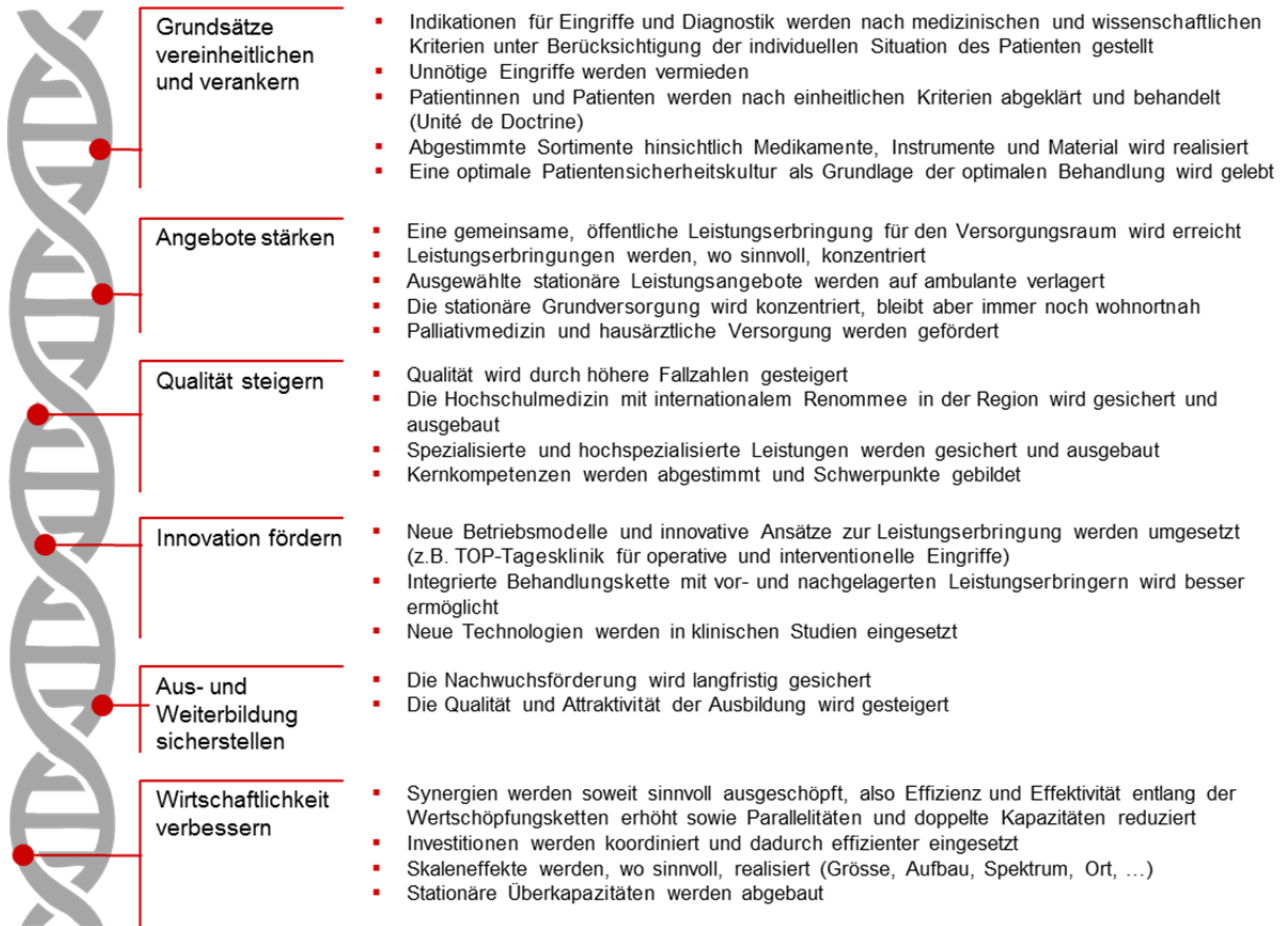 Grundsätze
vereinheitlichen
und verankern
▪ Indikationen für Eingriffe und Diagnostik werden nach medizinischen und wissenschaftlichen
Kriterien unter Berücksichtigung der individuellen Situation des Patienten gestellt
▪ Unnötige Eingriffe werden vermieden
▪ Patientinnen und Patienten werden nach einheitlichen Kriterien abgeklärt und behandelt
(Unité de Doctrine)
▪ Abgestimmte Sortimente hinsichtlich Medikamente, Instrumente und Material wird realisiert
▪ Eine optimale Patientensicherheitskultur als Grundlage der optimalen Behandlung wird gelebt
Angebote stärken
▪ Eine gemeinsame, öffentliche Leistungserbringung für den Versorgungsraum wird erreicht
▪ Leistungserbringungen werden, wo sinnvoll, konzentriert
▪ Ausgewählte stationäre Leistungsangebote werden auf ambulante verlagert
▪ Die stationäre Grundversorgung wird konzentriert, bleibt aber immer noch wohnortnah
▪ Palliativmedizin und hausärztliche Versorgung werden gefördert
Qualität steigern
▪ Qualität wird durch höhere Fallzahlen gesteigert
▪ Die Hochschulmedizin mit internationalem Renommee in der Region wird gesichert und
ausgebaut
▪ Spezialisierte und hochspezialisierte Leistungen werden gesichert und ausgebaut
▪ Kernkompetenzen werden abgestimmt und Schwerpunkte gebildet
Innovation fördern
▪ Neue Betriebsmodelle und innovative Ansätze zur Leistungserbringung werden umgesetzt
(z.B. TOP-Tagesklinik für operative und interventionelle Eingriffe)
▪ Integrierte Behandlungskette mit vor- und nachgelagerten Leistungserbringern wird besser
ermöglicht
▪ Neue Technologien werden in klinischen Studien eingesetzt
Aus- und
Weiterbildung
sicherstellen
▪ Die Nachwuchsförderung wird langfristig gesichert
▪ Die Qualität und Attraktivität der Ausbildung wird gesteigert
Wirtschaftlichkeit
verbessern
▪ Synergien werden soweit sinnvoll ausgeschöpft, also Effizienz und Effektivität entlang der
Wertschöpfungsketten erhöht sowie Parallelitäten und doppelte Kapazitäten reduziert
▪ Investitionen werden koordiniert und dadurch effizienter eingesetzt
▪ Skaleneffekte werden, wo sinnvoll, realisiert (Grösse, Aufbau, Spektrum, Ort, …)
▪ Stationäre Überkapazitäten werden abgebaut